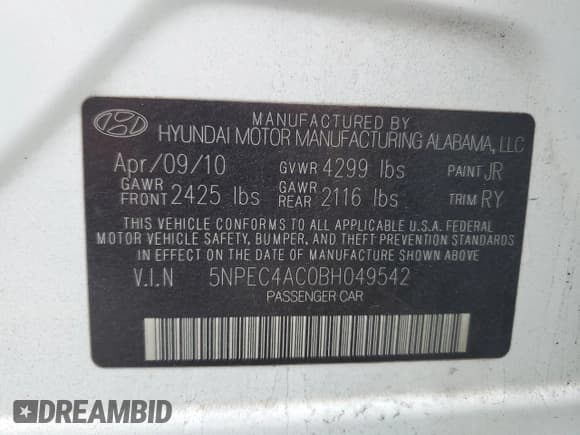 MANUFACTURED BY
HYUNDAI MOTOR MANUFACTURING ALABAMA, LLC
Apr/09/10 GVWR 4299 lbs PAINT JR
GAWR FRONT 2425 lbs GAWR REAR 2116 lbs TRIM RY
THIS VEHICLE CONFORMS TO ALL APPLICABLE U.S.A. FEDERAL
MOTOR VEHICLE SAFETY, BUMPER, AND THEFT PREVENTION STANDARDS
IN EFFECT ON THE DATE OF MANUFACTURE SHOWN ABOVE.
V.I.N 5NPEC4AC0BH049542
PASSENGER CAR
DREAMBID